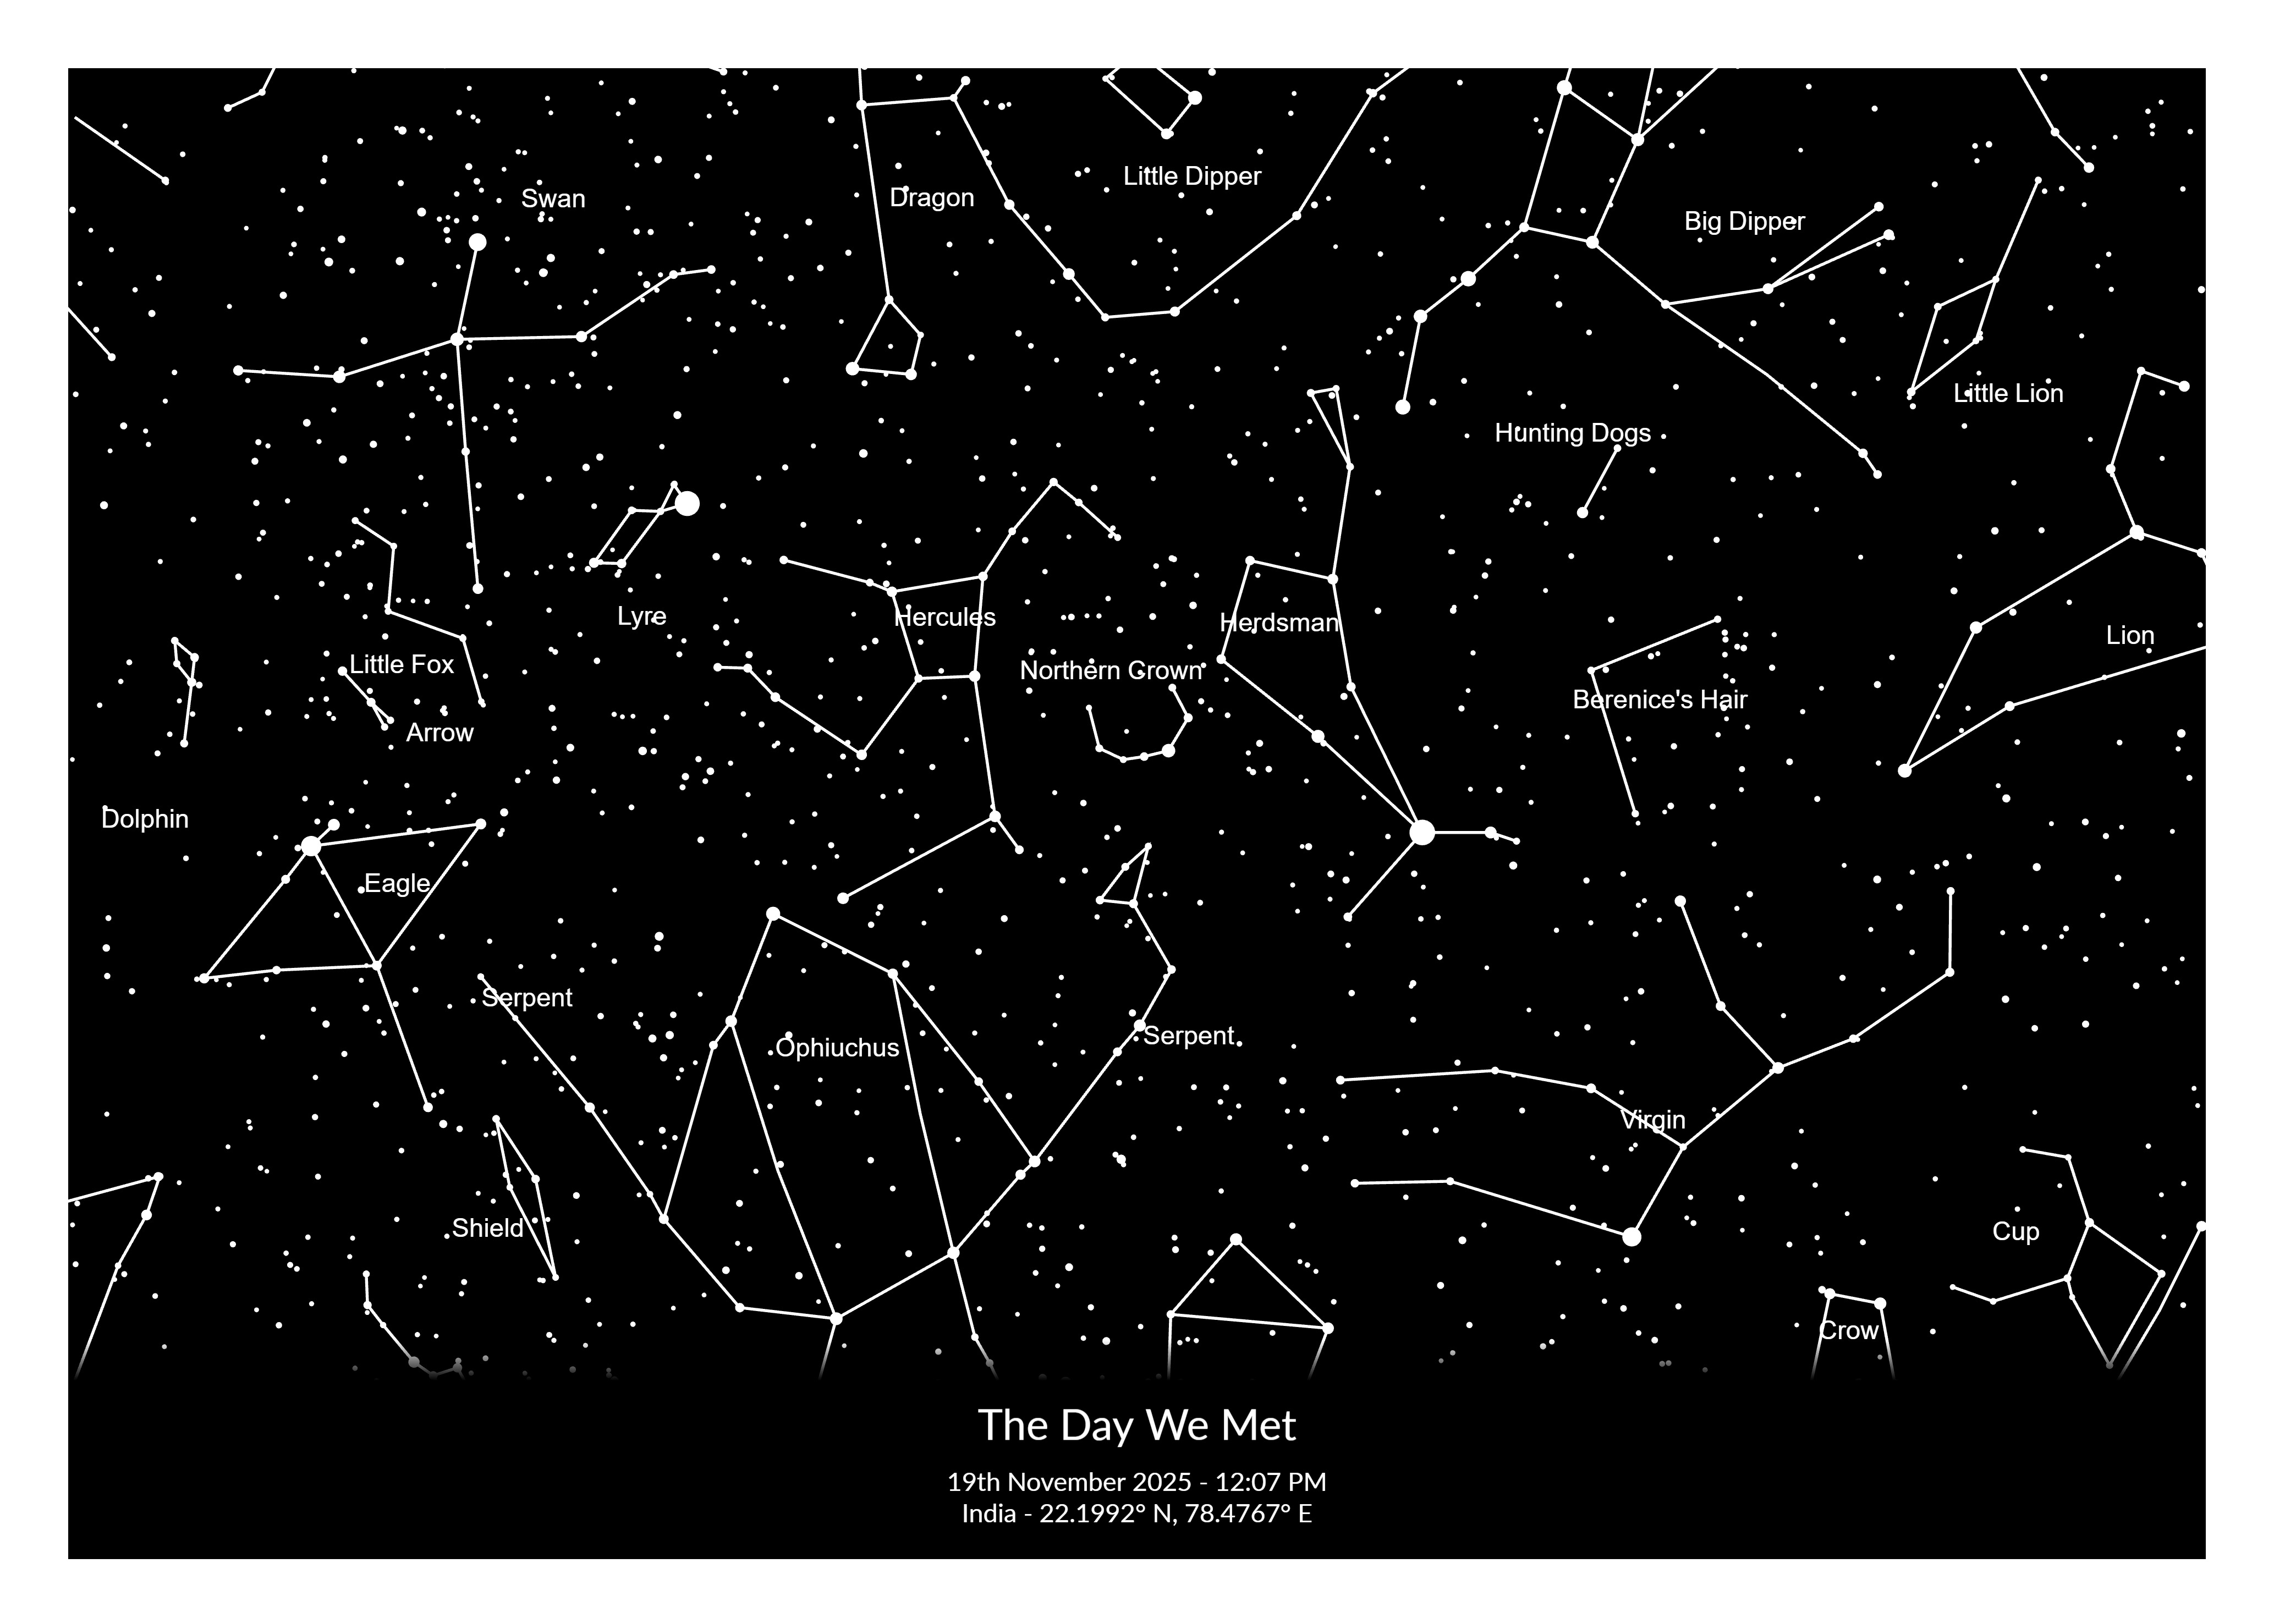 Little Dipper
Swan
Dragon
Big Dipper
Little Lion
Hunting Dogs
Lyre
Hercules
Herdsman
Lion
Little Fox
Northern Crown
Berenice's Hair
Arrow
Dolphin
Eagle
Serpent
Serpent
Ophiuchus
Virgin
Shield
Cup
Crow
The Day We Met
19th November 2025 - 12:07 PM
India - 22.1992° N, 78.4767° E